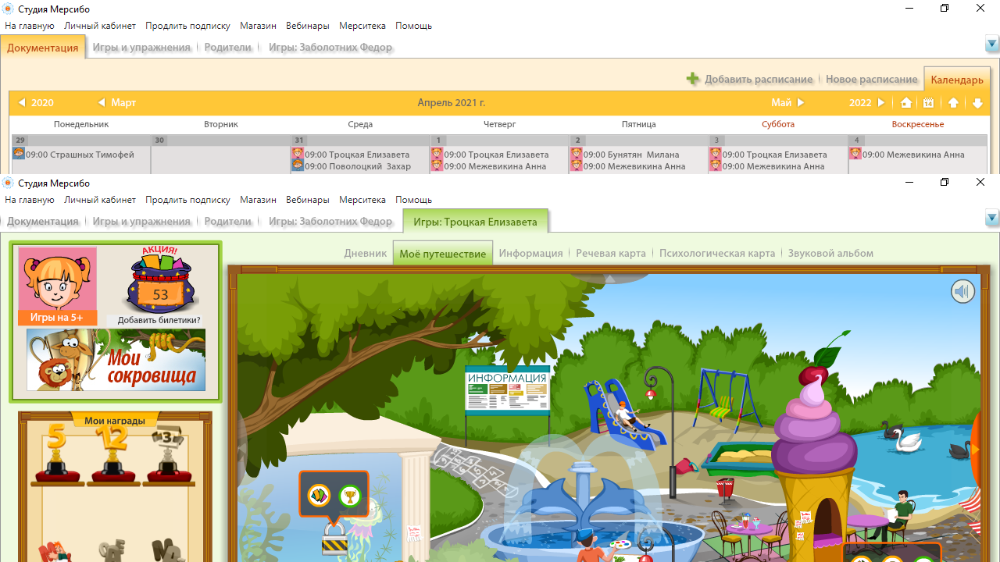 Студия Мерсибо
На главную Личный кабинет Продлить подписку Магазин Вебинары Мерситека Помощь
Документация Игры и упражнения Родители Игры: Заболотних Федор
Добавить расписание Новое расписание Календарь
2020 Март Апрель 2021 г. Май 2022 14
Понедельник Вторник Среда Четверг Пятница Суббота Воскресенье
29 30 31 1 2 3 4
09:00 Страшных Тимофей 09:00 Троцкая Елизавета 09:00 Троцкая Елизавета 09:00 Бунятян Милана 09:00 Троцкая Елизавета 09:00 Межевикина Анна
09:00 Поволоцкий Захар 09:00 Межевикина Анна 09:00 Межевикина Анна 09:00 Межевикина Анна
Студия Мерсибо
На главную Личный кабинет Продлить подписку Магазин Вебинары Мерситека Помощь
Документация Игры и упражнения Родители Игры: Заболотних Федор Игры: Троцкая Елизавета
Дневник Моё путешествие Информация Речевая карта Психологическая карта Звуковой альбом
АКЦИЯ!
53
Игры на 5+
Добавить билетики?
Мои
сокровища
Мои награды
5 12 3
ИНФОРМАЦИЯ